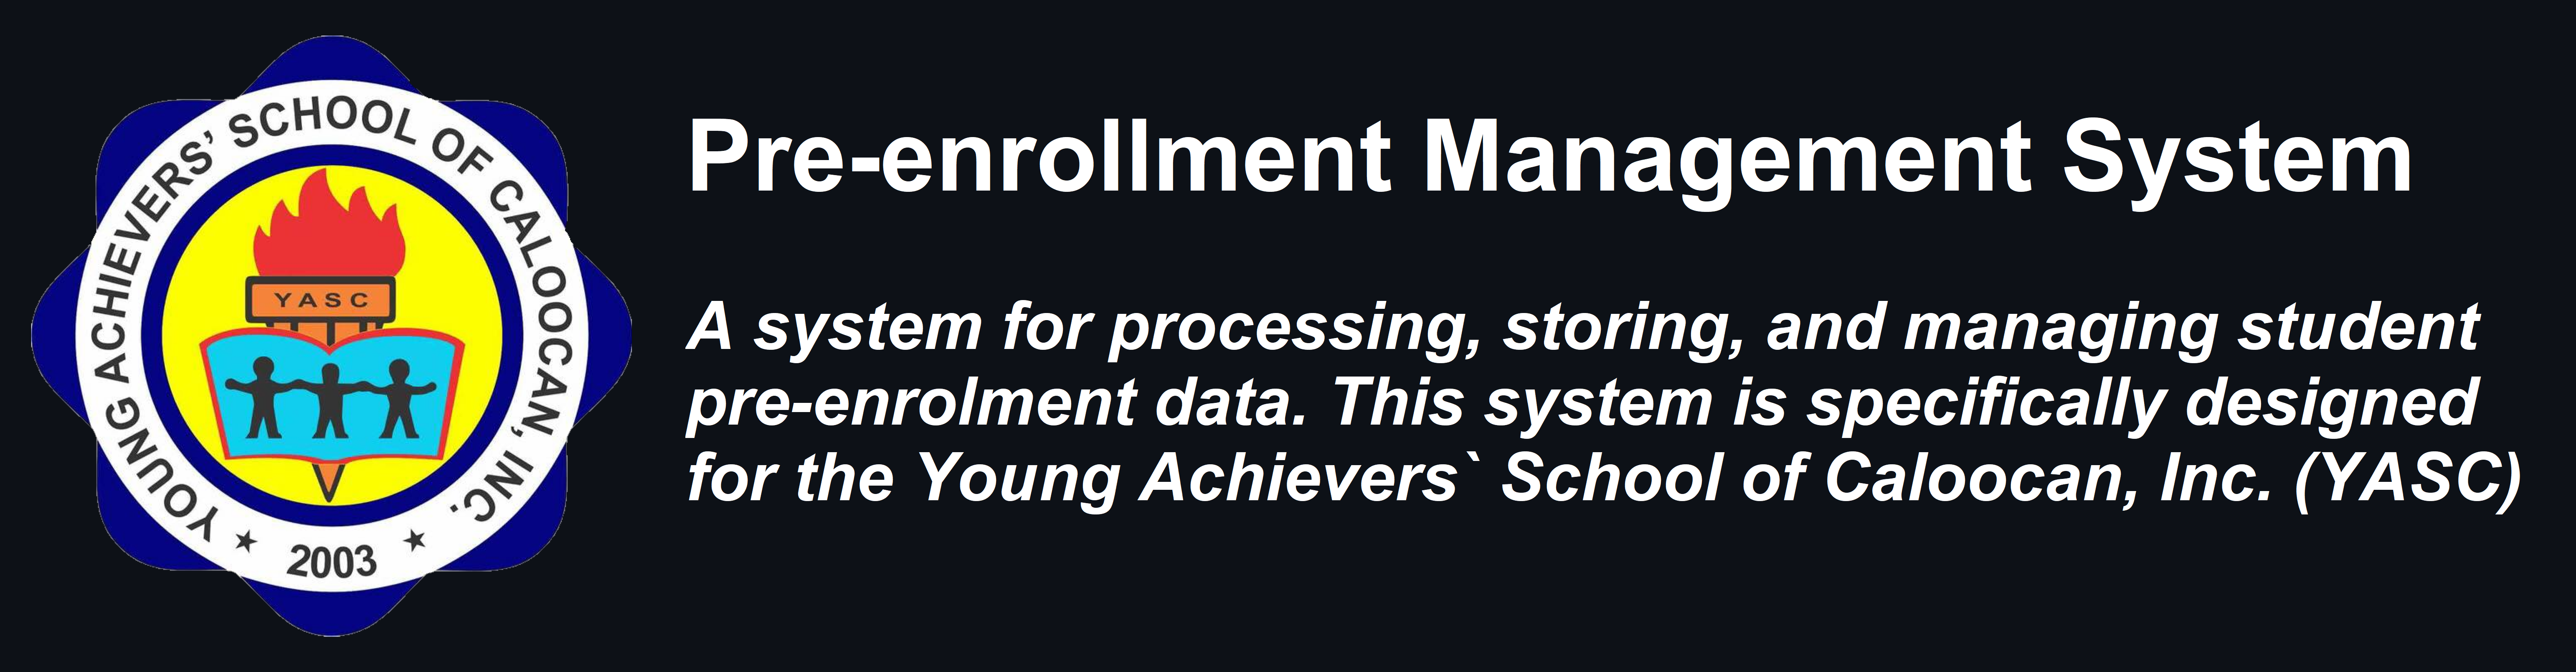 YOUNG ACHIEVERS' SCHOOL OF CALOOCAN, INC.
YASC
★ 2003 ★
Pre-enrollment Management System
A system for processing, storing, and managing student
pre-enrolment data. This system is specifically designed
for the Young Achievers` School of Caloocan, Inc. (YASC)